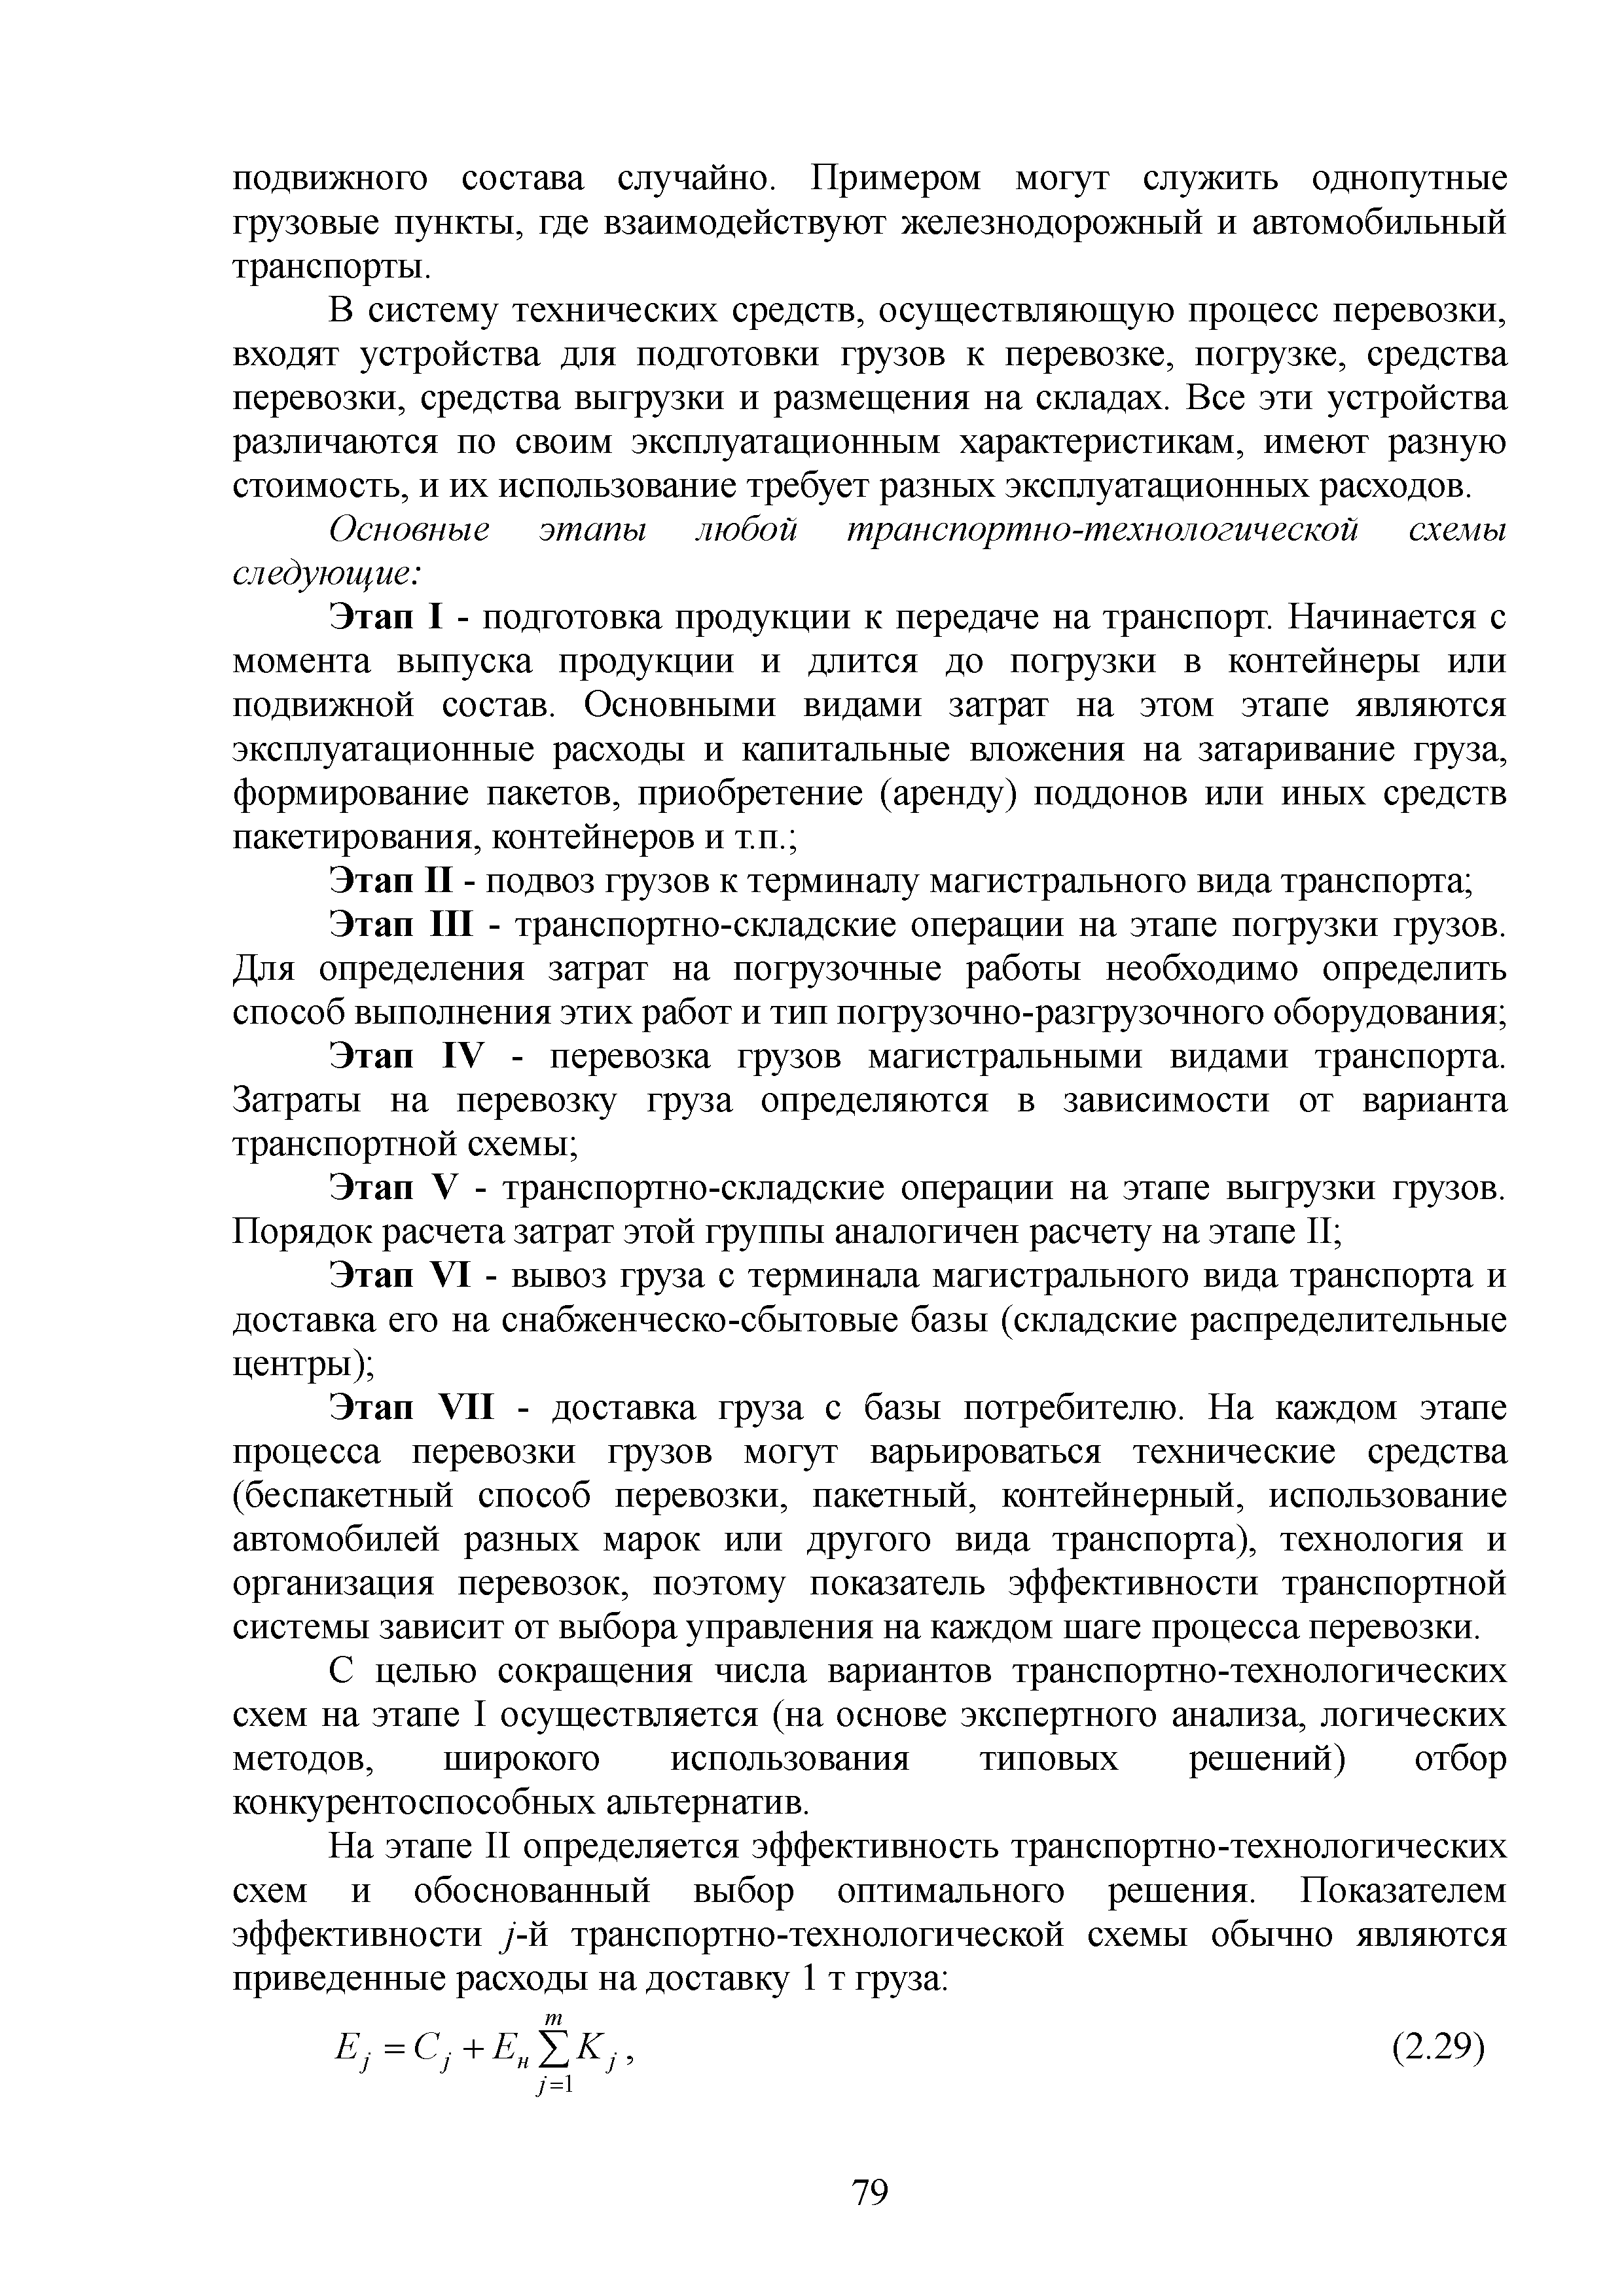 подвижного состава случайно. Примером могут служить однопутные
грузовые пункты, где взаимодействуют железнодорожный и автомобильный
транспорты.
В систему технических средств, осуществляющую процесс перевозки,
входят устройства для подготовки грузов к перевозке, погрузке, средства
перевозки, средства выгрузки и размещения на складах. Все эти устройства
различаются по своим эксплуатационным характеристикам, имеют разную
стоимость, и их использование требует разных эксплуатационных расходов.
Основные этапы любой транспортно-технологической схемы
следующие:
Этап I - подготовка продукции к передаче на транспорт. Начинается с
момента выпуска продукции и длится до погрузки в контейнеры или
подвижной состав. Основными видами затрат на этом этапе являются
эксплуатационные расходы и капитальные вложения на затаривание груза,
формирование пакетов, приобретение (аренду) поддонов или иных средств
пакетирования, контейнеров и т.п.;
Этап II - подвоз грузов к терминалу магистрального вида транспорта;
Этап III - транспортно-складские операции на этапе погрузки грузов.
Для определения затрат на погрузочные работы необходимо определить
способ выполнения этих работ и тип погрузочно-разгрузочного оборудования;
Этап IV - перевозка грузов магистральными видами транспорта.
Затраты на перевозку груза определяются в зависимости от варианта
транспортной схемы;
Этап V - транспортно-складские операции на этапе выгрузки грузов.
Порядок расчета затрат этой группы аналогичен расчету на этапе II;
Этап VI - вывоз груза с терминала магистрального вида транспорта и
доставка его на снабженческо-сбытовые базы (складские распределительные
центры);
Этап VII - доставка груза с базы потребителю. На каждом этапе
процесса перевозки грузов могут варьироваться технические средства
(беспакетный способ перевозки, пакетный, контейнерный, использование
автомобилей разных марок или другого вида транспорта), технология и
организация перевозок, поэтому показатель эффективности транспортной
системы зависит от выбора управления на каждом шаге процесса перевозки.
С целью сокращения числа вариантов транспортно-технологических
схем на этапе I осуществляется (на основе экспертного анализа, логических
методов, широкого использования типовых решений) отбор
конкурентоспособных альтернатив.
На этапе II определяется эффективность транспортно-технологических
схем и обоснованный выбор оптимального решения. Показателем
эффективности j-й транспортно-технологической схемы обычно являются
приведенные расходы на доставку 1 т груза:
E_j = C_j + E_н ∑_{j=1}^{m} K_j , (2.29)
79